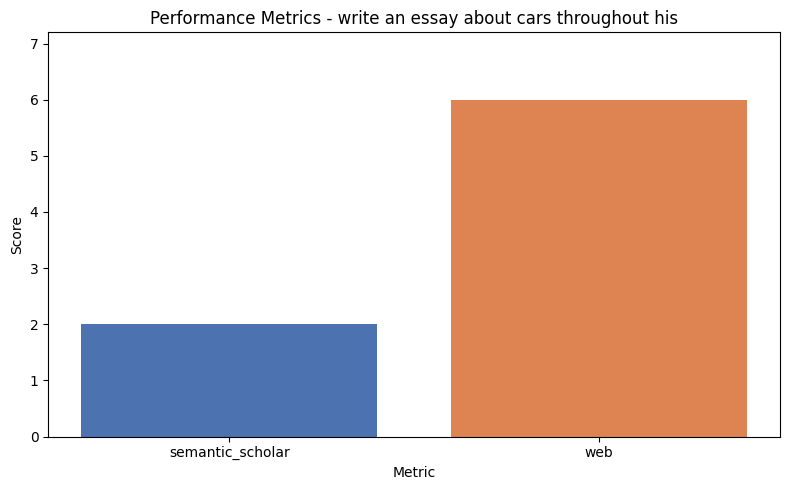 Performance Metrics - write an essay about cars throughout his
7
6
5
4
3
2
1
0
Score
semantic_scholar
web
Metric